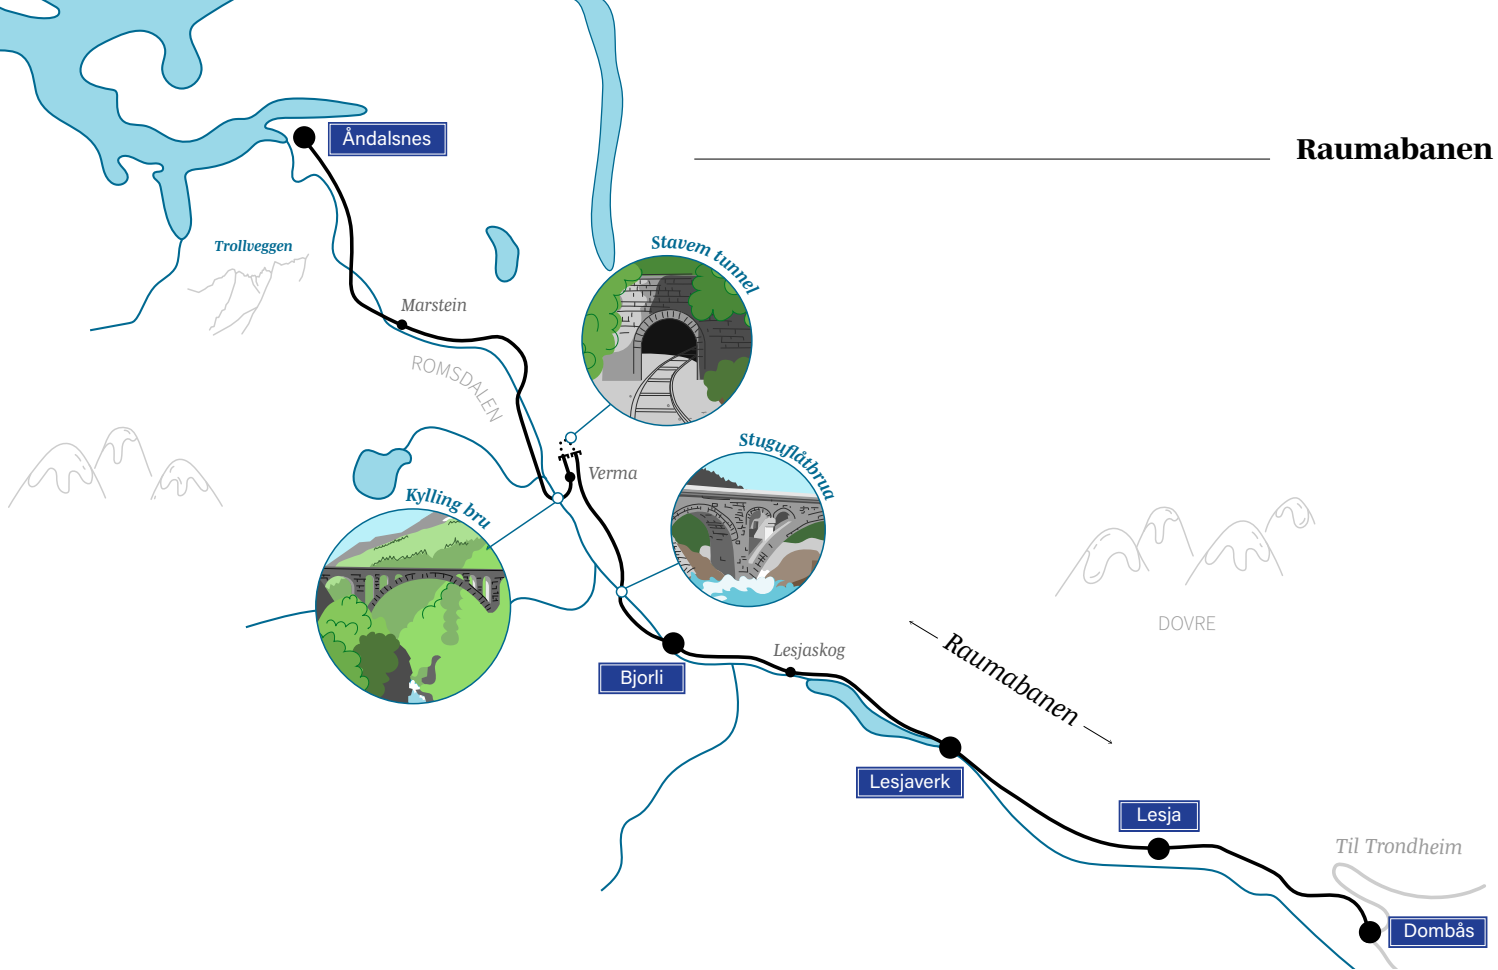 Åndalsnes
Raumabanen
Trollveggen
Stavem tunnel
Marstein
ROMSDALEN
Stuguflåtbrua
Verma
Kylling bru
DOVRE
Raumabanen
Lesjaskog
Bjorli
Lesjaverk
Lesja
Til Trondheim
Dombås